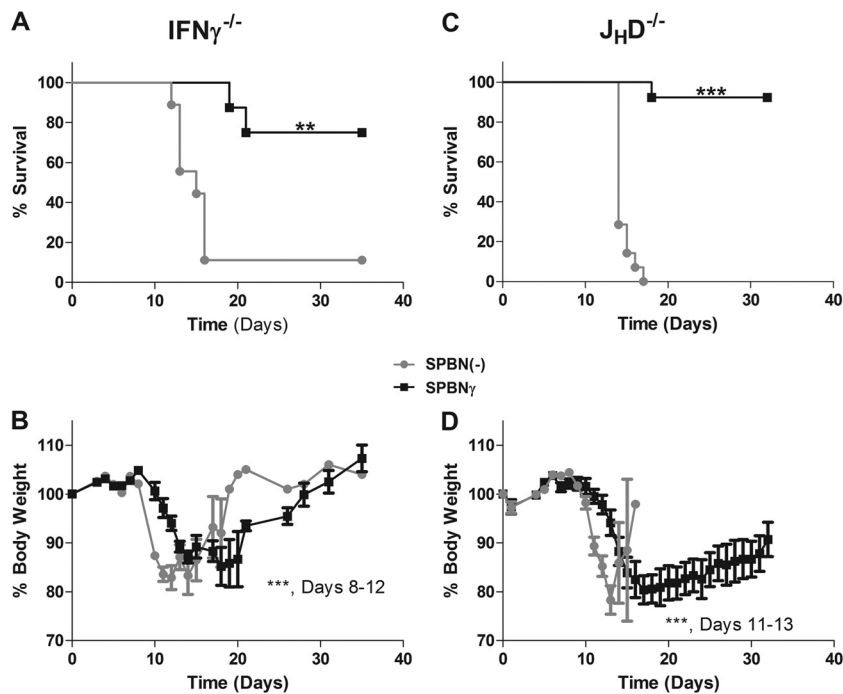 A
IFNγ-/-
C
JHD-/-
% Survival
100
80
60
40
20
0
**
0
10
20
30
40
Time (Days)
% Survival
100
80
60
40
20
0
***
0
10
20
30
40
Time (Days)
SPBN(-)
SPBNγ
B
% Body Weight
110
100
90
80
70
***, Days 8-12
0
10
20
30
40
Time (Days)
D
% Body Weight
110
100
90
80
70
***, Days 11-13
0
10
20
30
40
Time (Days)